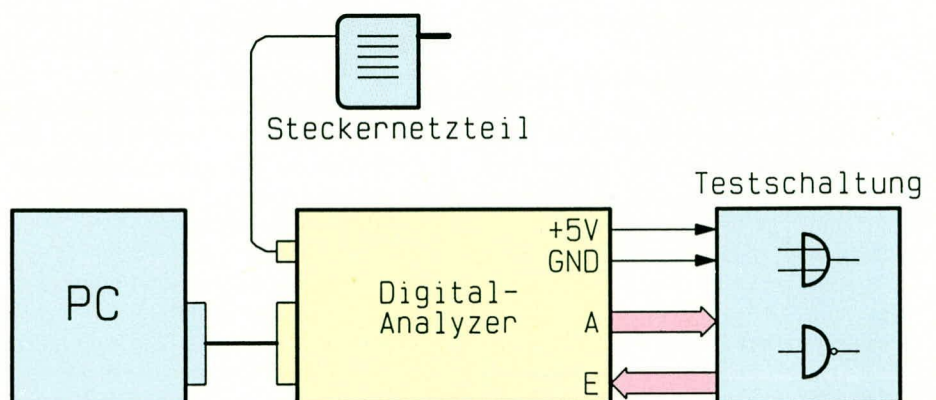 Steckernetzteil
Testschaltung
PC
Digital-
Analyzer
+5V
GND
A
E